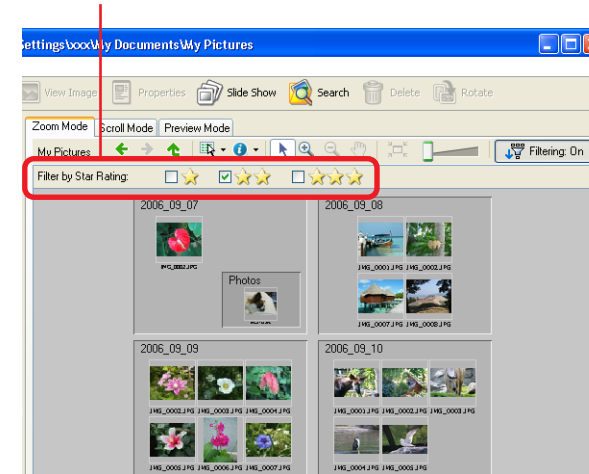 Settings\xxx\My Documents\My Pictures
View Image Properties Slide Show Search Delete Rotate
Zoom Mode Scroll Mode Preview Mode
My Pictures Filtering: On
Filter by Star Rating:
2006_09_07 2006_09_08
IMG_0002.JPG IMG_0001.JPG IMG_0002.JPG
Photos
IMG_0007.JPG IMG_0008.JPG
2006_09_09 2006_09_10
IMG_0002.JPG IMG_0003.JPG IMG_0004.JPG IMG_0001.JPG IMG_0002.JPG IMG_0003.JPG
IMG_0005.JPG IMG_0006.JPG IMG_0007.JPG IMG_0004.JPG IMG_0005.JPG